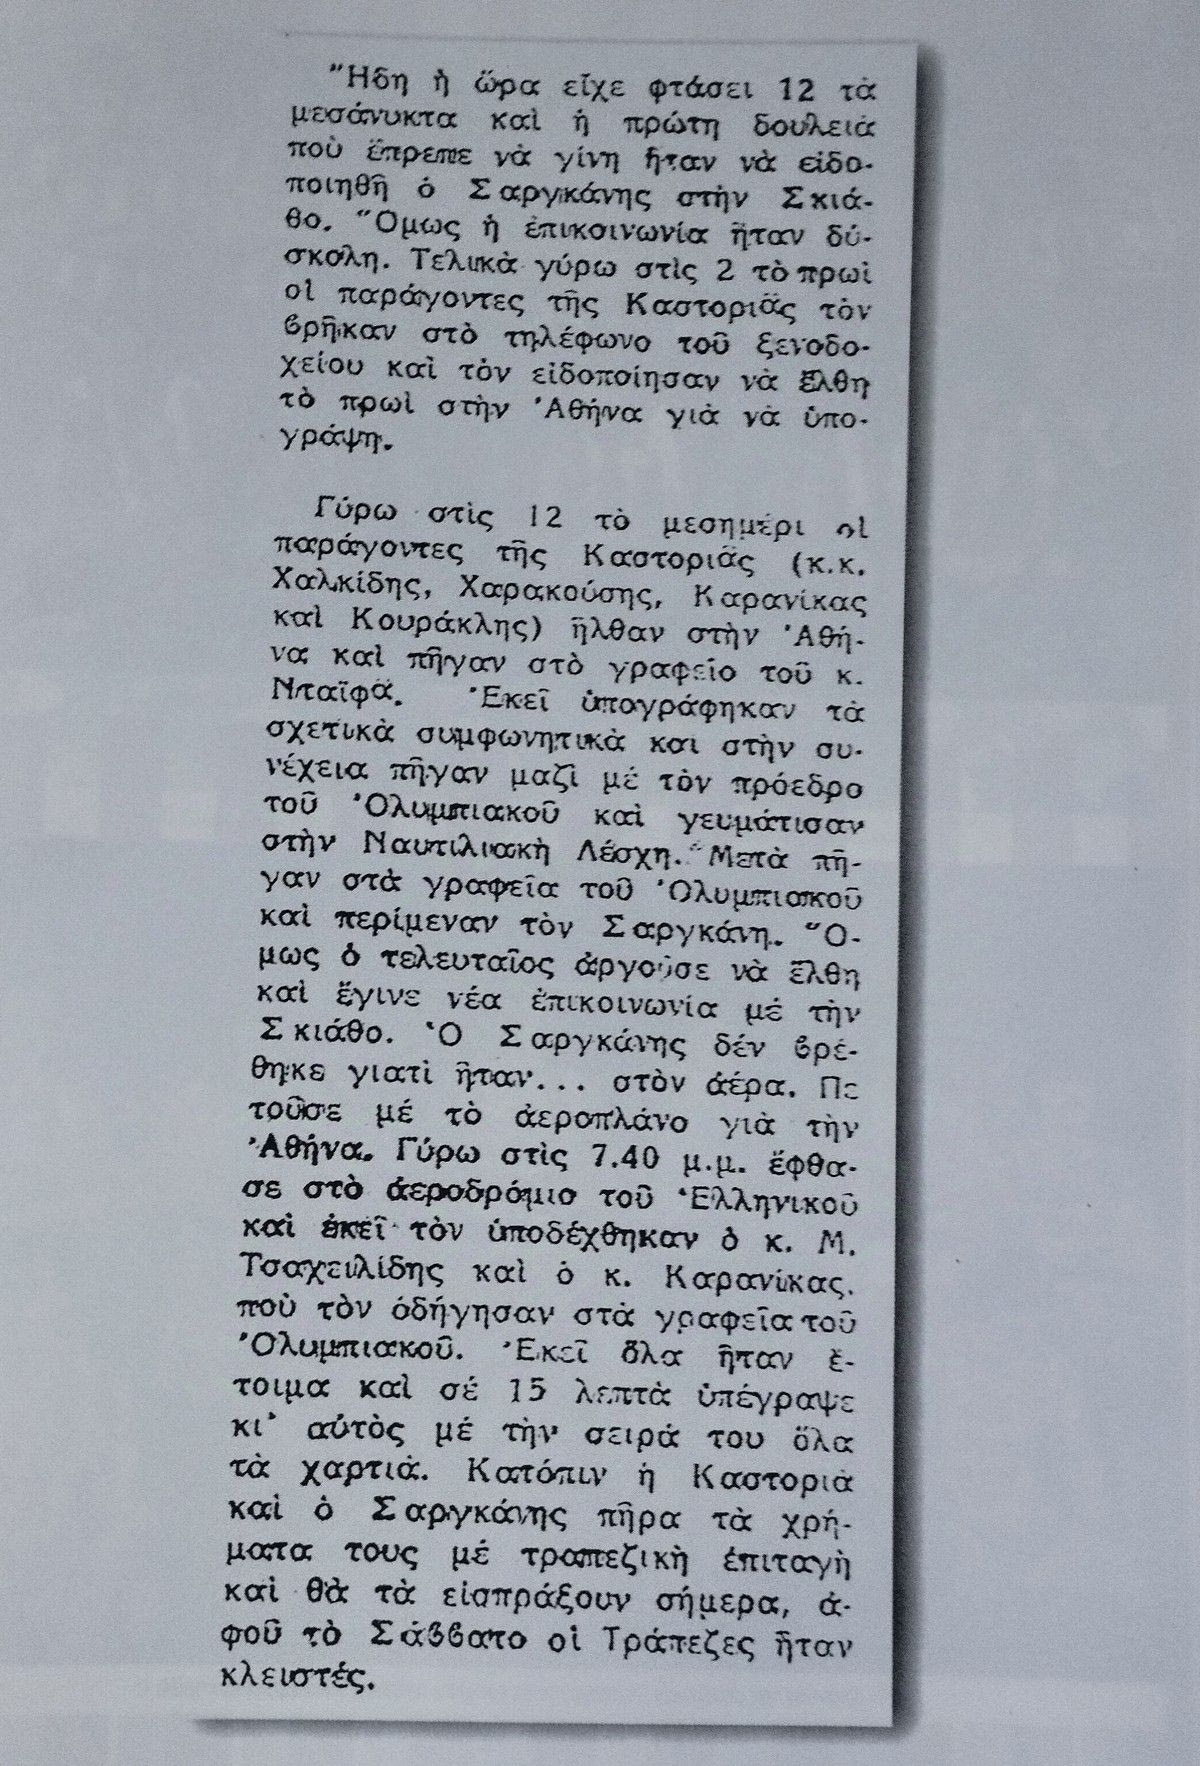 Ἤδη ἡ ὥρα εἶχε φτάσει 12 τὰ
μεσάνυκτα καὶ ἡ πρώτη δουλειὰ
ποὺ ἔπρεπε νὰ γίνη ἦταν νὰ εἰδο-
ποιηθῆ ὁ Σαργκάνης στὴν Σκιά-
θο. Ὅμως ἡ ἐπικοινωνία ἦταν δύ-
σκολη. Τελικὰ γύρω στὶς 2 τὸ πρωὶ
οἱ παράγοντες τῆς Καστοριᾶς τὸν
βρῆκαν στὸ τηλέφωνο τοῦ ξενοδο-
χείου καὶ τὸν εἰδοποίησαν νὰ ἔλθη
τὸ πρωὶ στὴν Ἀθήνα γιὰ νὰ ὑπο-
γράψη.
Γύρω στὶς 12 τὸ μεσημέρι οἱ
παράγοντες τῆς Καστοριᾶς (κ.κ.
Χαλκίδης, Χαρακούσης, Καρανίκας
καὶ Κουράκλης) ἦλθαν στὴν Ἀθή-
να καὶ πῆγαν στὸ γραφεῖο τοῦ κ.
Νταϊφᾶ. Ἐκεῖ ὑπογράφηκαν τὰ
σχετικὰ συμφωνητικὰ και στὴν συ-
νέχεια πῆγαν μαζὶ μὲ τὸν πρόεδρο
τοῦ Ὀλυμπιακοῦ καὶ γευμάτισαν
στὴν Ναυτιλιακὴ Λέσχη. Μετὰ πῆ-
γαν στὰ γραφεῖα τοῦ Ὀλυμπιακοῦ
καὶ περίμεναν τὸν Σαργκάνη. Ὅ-
μως ὁ τελευταῖος ἀργοῦσε νὰ ἔλθη
καὶ ἔγινε νέα ἐπικοινωνία μὲ τὴν
Σκιάθο. Ὁ Σαργκάνης δὲν βρέ-
θηκε γιατὶ ἦταν... στὸν ἀέρα. Πε
τοῦσε μὲ τὸ ἀεροπλάνο γιὰ τὴν
Ἀθήνα. Γύρω στὶς 7.40 μ.μ. ἔφθα-
σε στὸ ἀεροδρόμιο τοῦ Ἑλληνικοῦ
καὶ ἐκεῖ τὸν ὑποδέχθηκαν ὁ κ. Μ.
Τσαχειλίδης καὶ ὁ κ. Καρανίκας.
ποὺ τὸν ὁδήγησαν στὰ γραφεῖα τοῦ
Ὀλυμπιακοῦ. Ἐκεῖ ὅλα ἦταν ἕ-
τοιμα καὶ σὲ 15 λεπτὰ ὑπέγραψε
κι' αὐτὸς μὲ τὴν σειρά του ὅλα
τὰ χαρτιὰ. Κατόπιν ἡ Καστοριὰ
καὶ ὁ Σαργκάνης πῆρα τὰ χρή-
ματα τους μὲ τραπεζικὴ ἐπιταγὴ
καὶ θὰ τὰ εἰσπράξουν σήμερα, ἀ-
φοῦ τὸ Σάββατο οἱ Τράπεζες ἦταν
κλειστές.